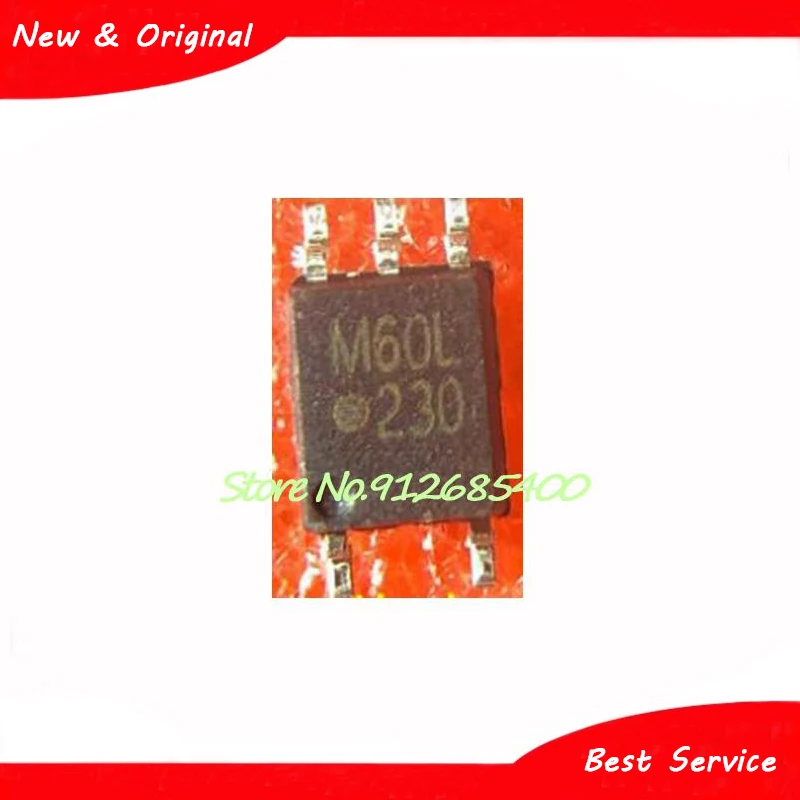 New & Original
M60L
230
Store No.912685400
Best Service